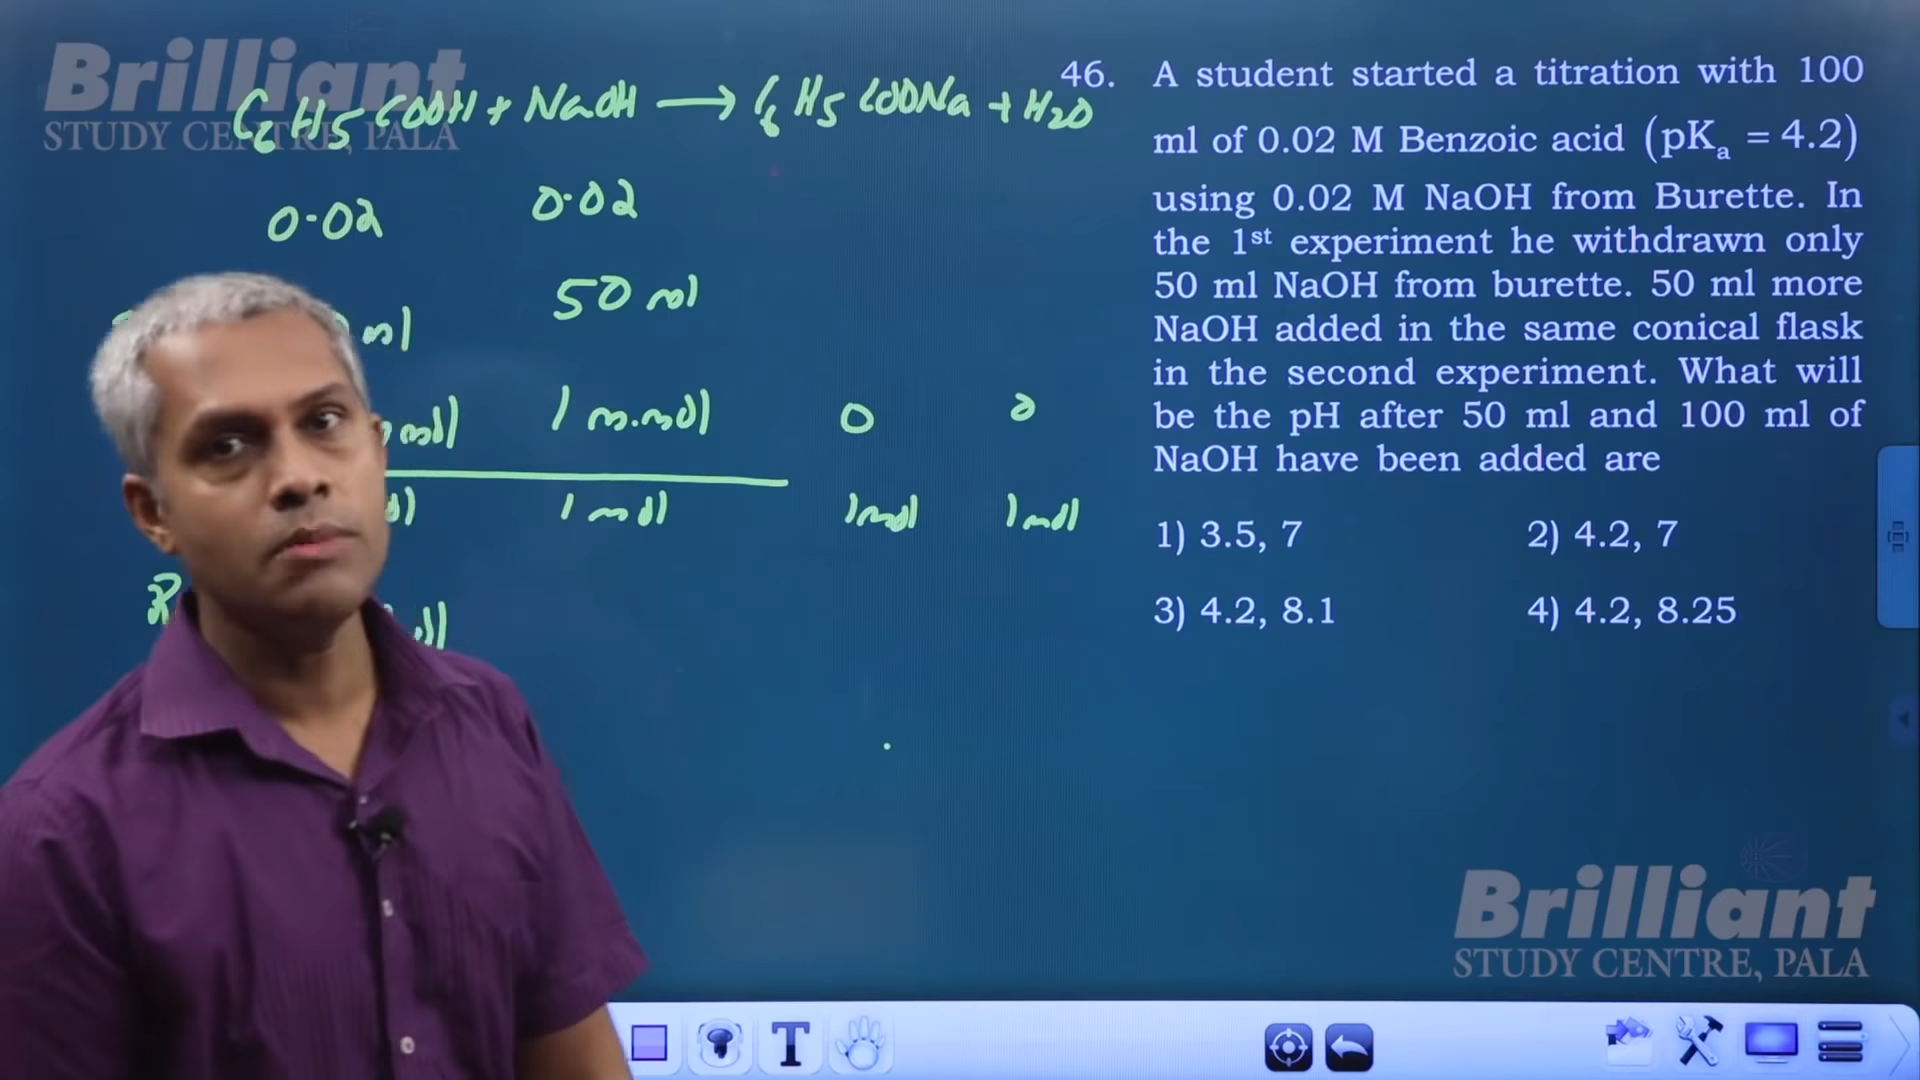 Brilliant
STUDY CENTRE, PALA
C6H5COOH + NaOH → C6H5COONa + H2O
0.02 0.02
ml 50 ml
1 m.mol 0 0
1 mol 1 mol 1 mol
46. A student started a titration with 100
ml of 0.02 M Benzoic acid (pKa = 4.2)
using 0.02 M NaOH from Burette. In
the 1st experiment he withdrawn only
50 ml NaOH from burette. 50 ml more
NaOH added in the same conical flask
in the second experiment. What will
be the pH after 50 ml and 100 ml of
NaOH have been added are
1) 3.5, 7 2) 4.2, 7
3) 4.2, 8.1 4) 4.2, 8.25
Brilliant
STUDY CENTRE, PALA
T